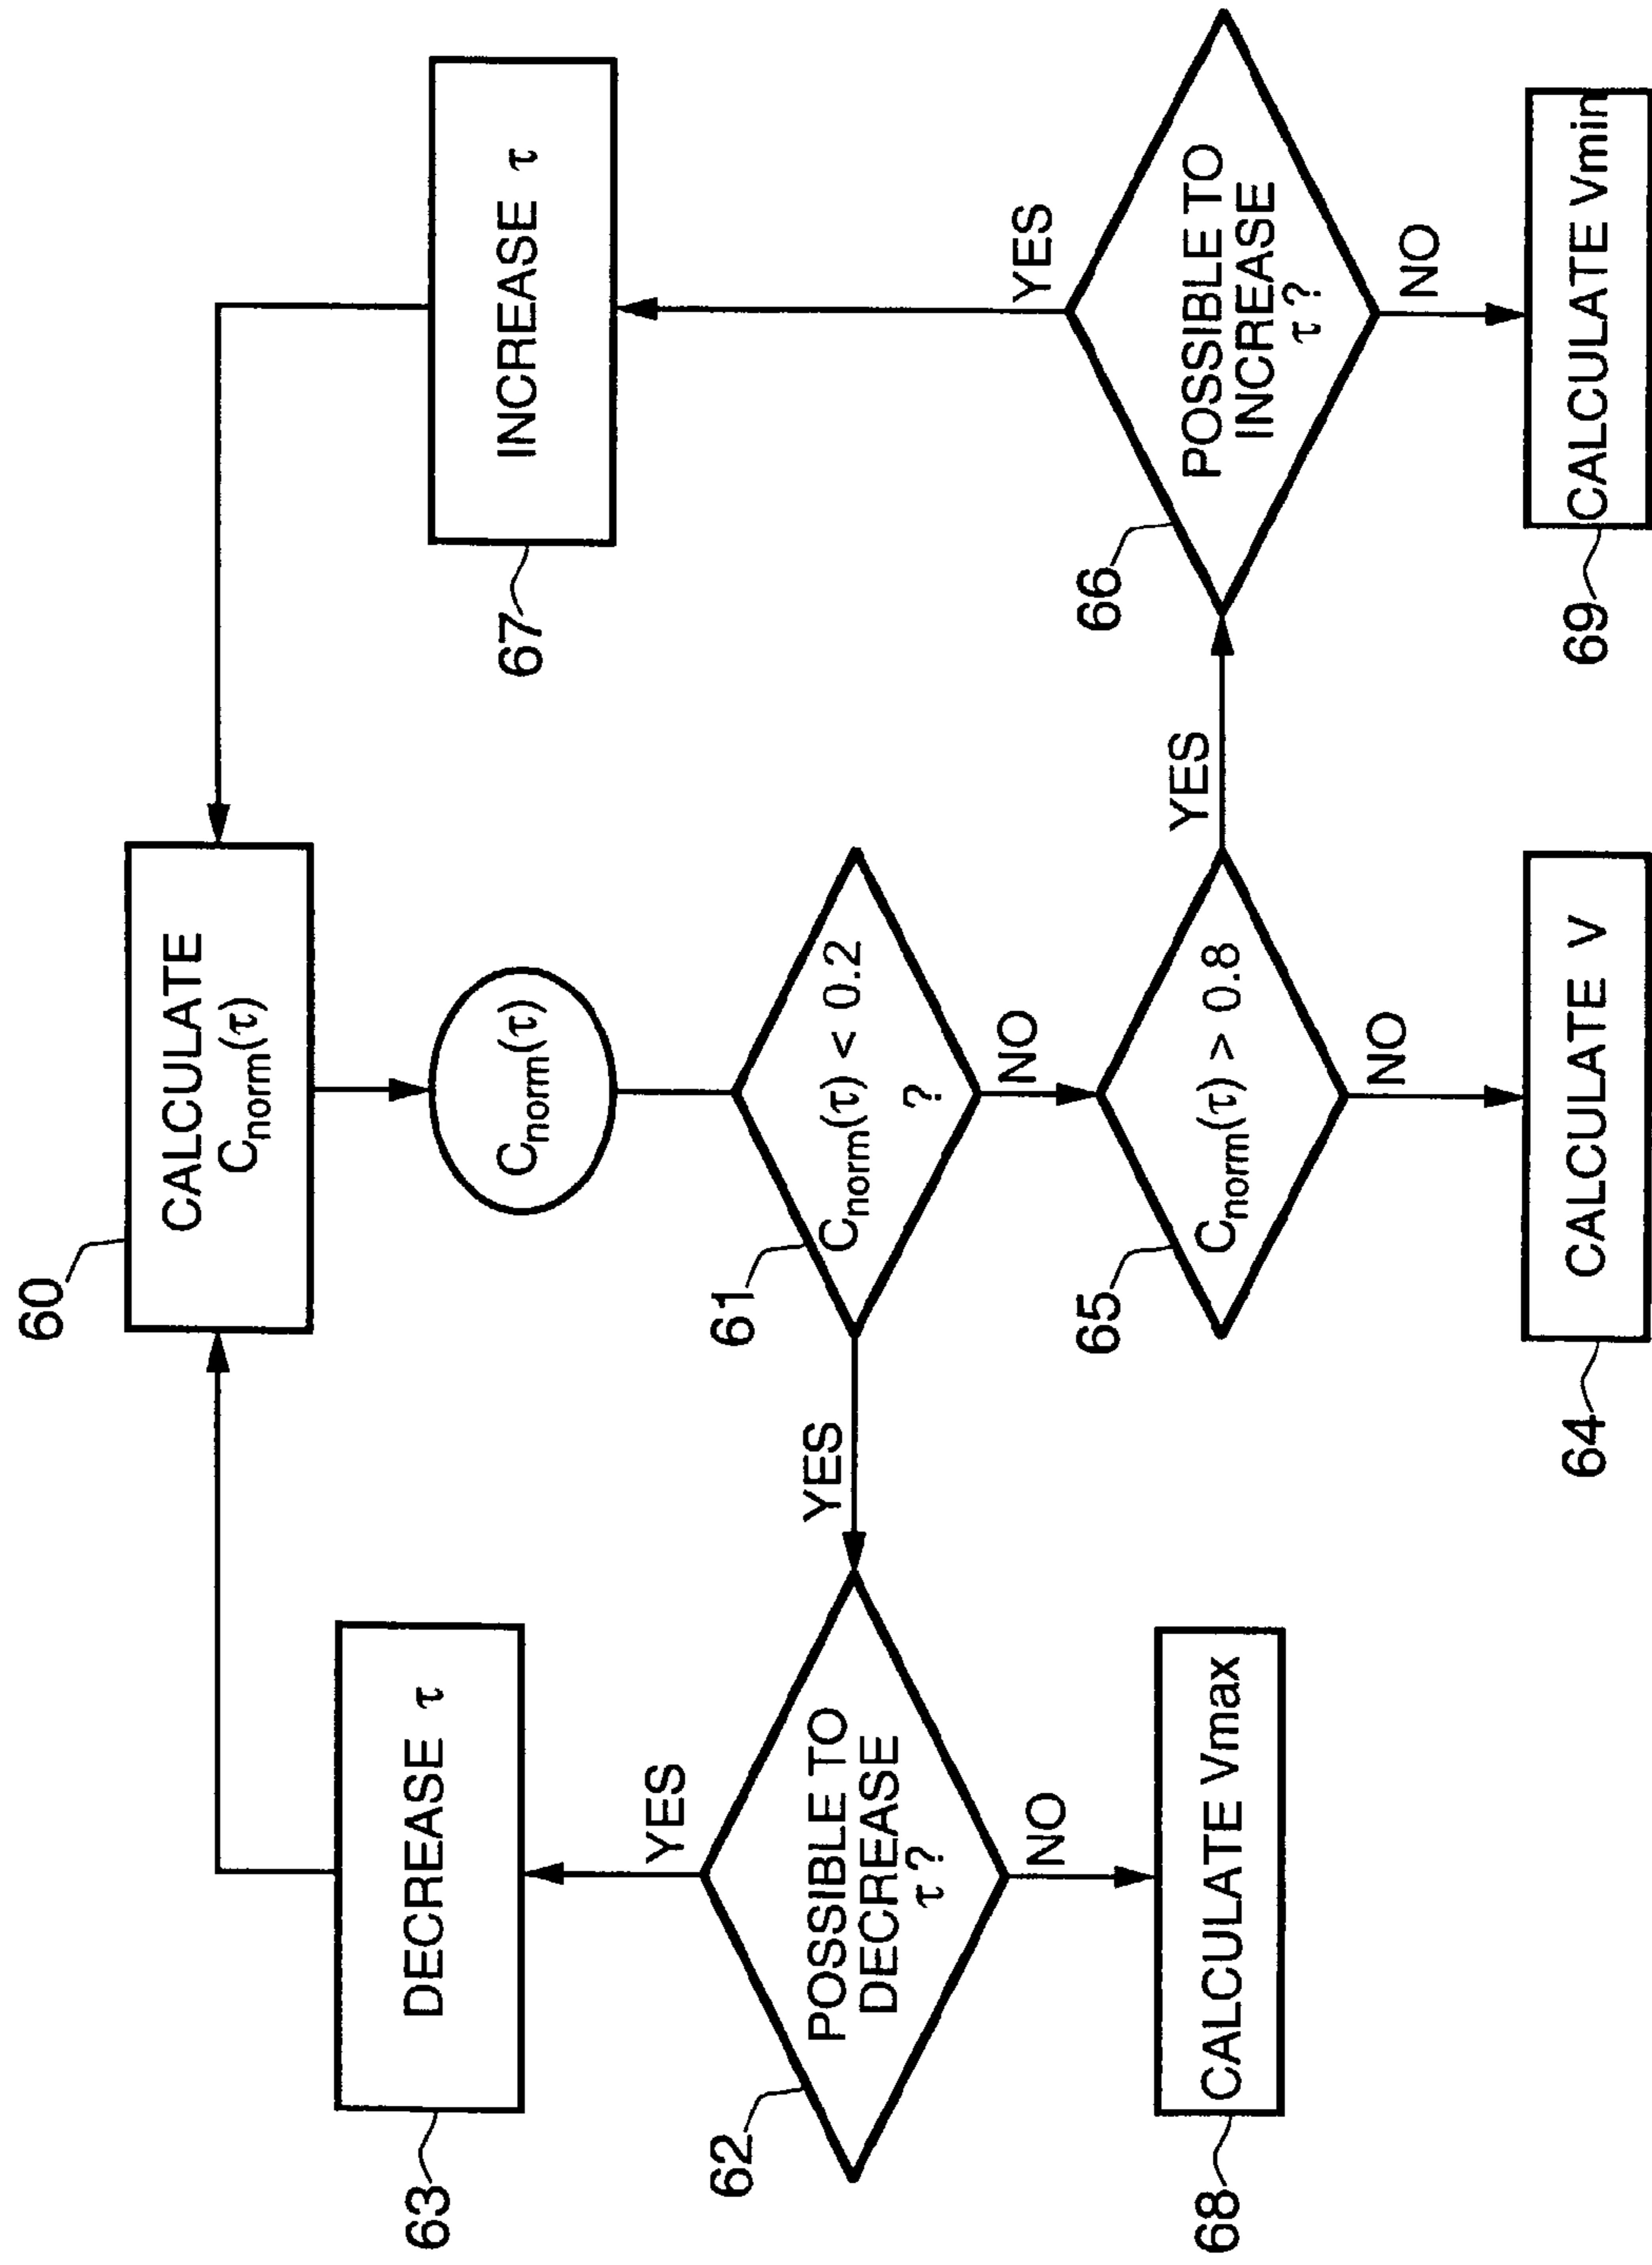 60
CALCULATE
Cnorm(τ)
63
DECREASE τ
67
INCREASE τ
Cnorm(τ)
YES
YES
62
POSSIBLE TO
DECREASE
τ?
YES
61
Cnorm(τ) < 0.2
?
NO
NO
68
CALCULATE Vmax
65
Cnorm(τ) > 0.8
YES
66
POSSIBLE TO
INCREASE
τ?
NO
NO
64
CALCULATE V
69
CALCULATE Vmin